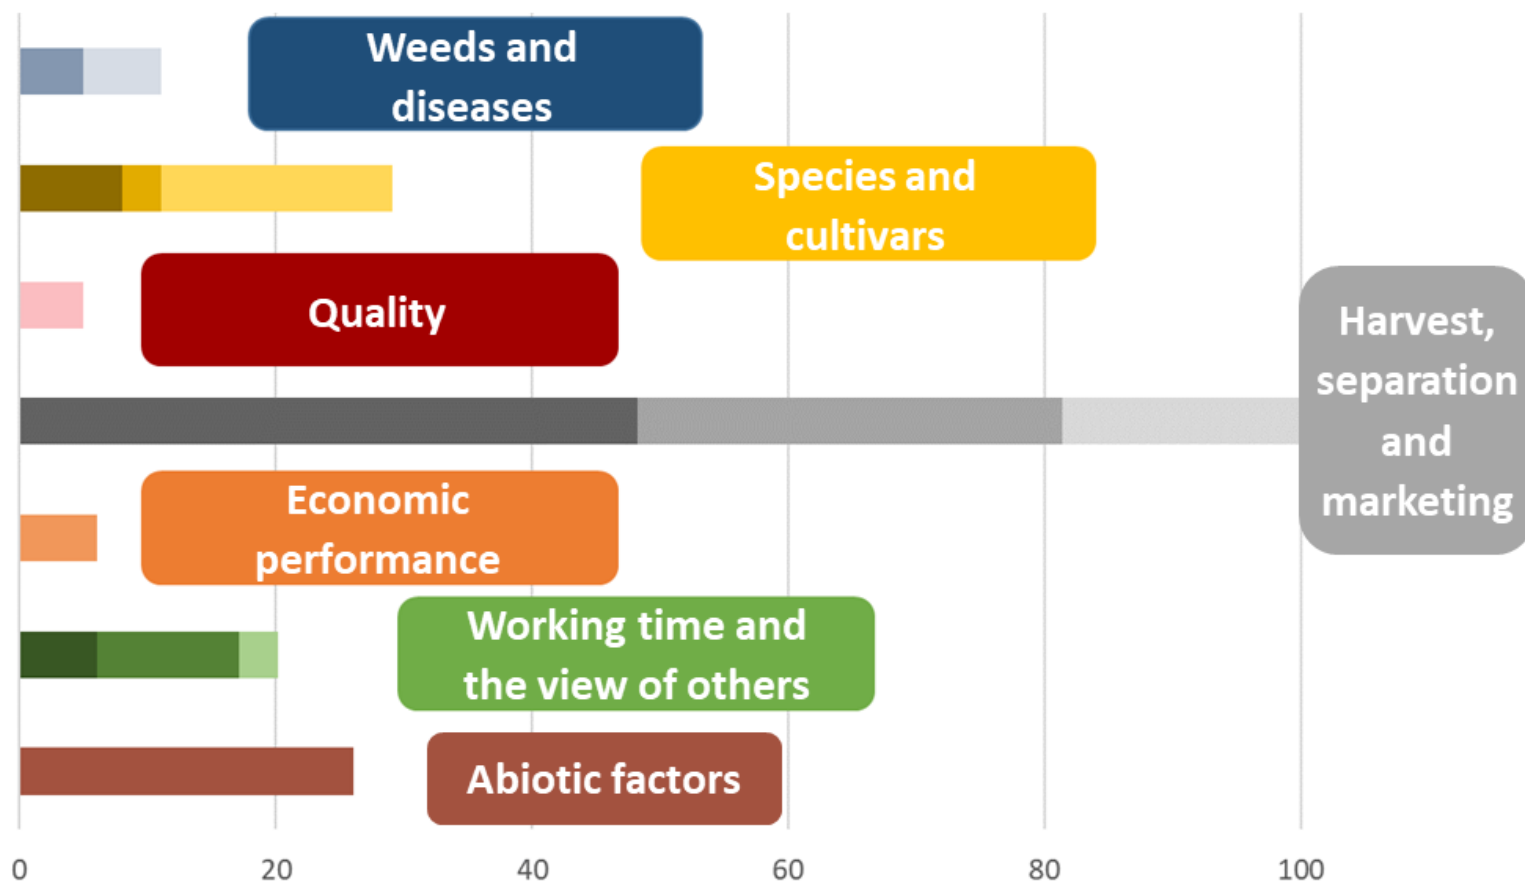 Weeds and
diseases
Species and
cultivars
Quality
Harvest,
separation
and
marketing
Economic
performance
Working time and
the view of others
Abiotic factors
0 20 40 60 80 100